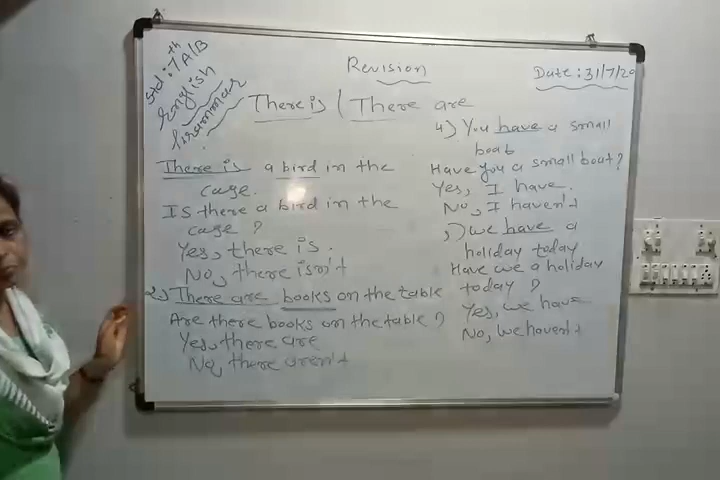 Std : 7th A/B
English
Grammar
Revision
Date : 31/7/20
There is / There are
There is a bird in the
cage.
Is there a bird in the
cage ?
Yes, there is.
No, there isn't
2) There are books on the table
Are there books on the table ?
Yes, there are
No, there aren't
4) You have a small
boat
Have you a small boat ?
Yes, I have.
No, I haven't
) we have a
holiday today
Have we a holiday
today ?
Yes, we have
No, we haven't